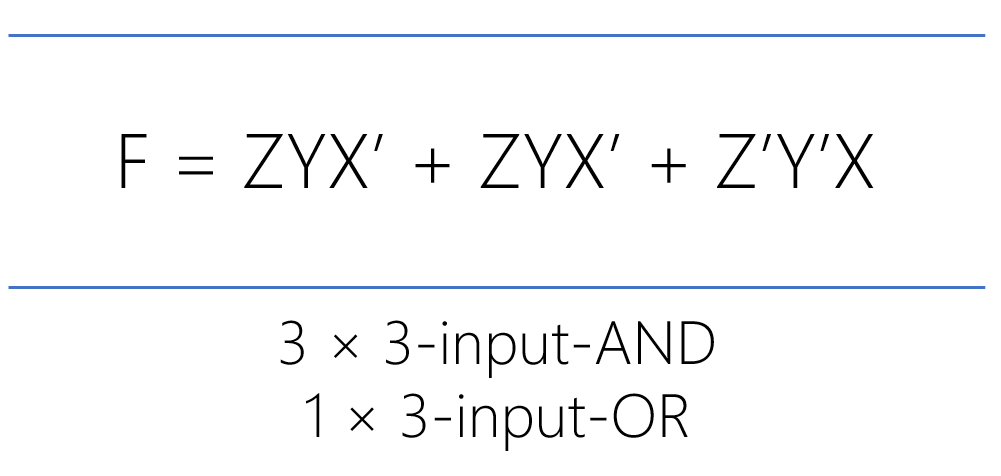 F = ZYX′ + ZYX′ + Z′Y′X
3 × 3-input-AND
1 × 3-input-OR